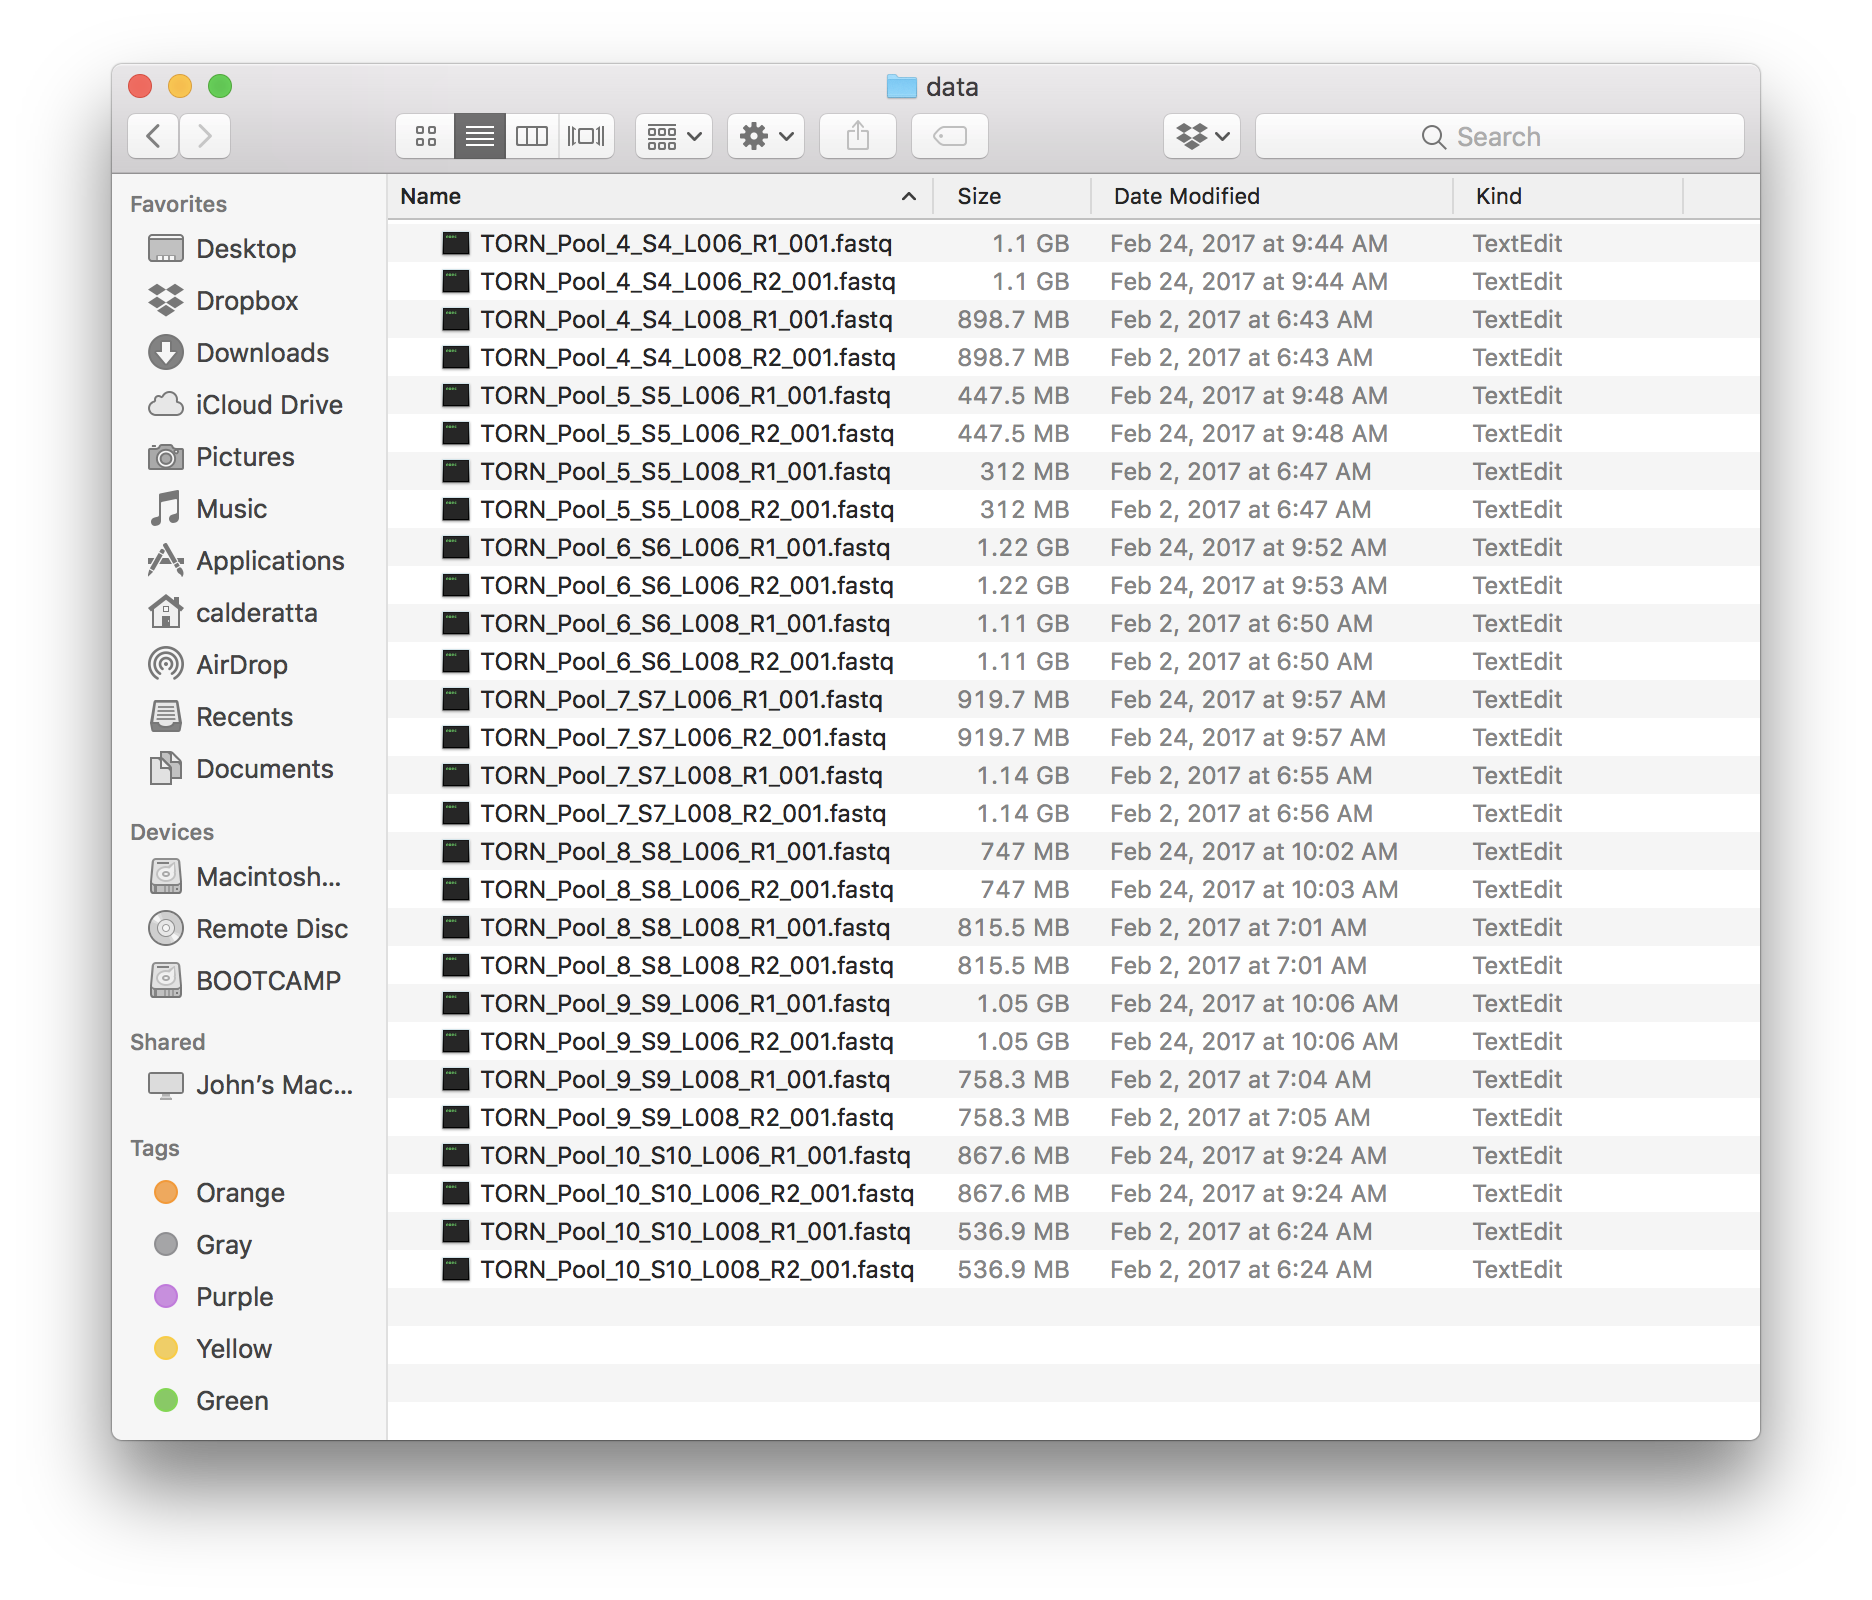 data
Search
Favorites
Desktop
Dropbox
Downloads
iCloud Drive
Pictures
Music
Applications
calderatta
AirDrop
Recents
Documents
Devices
Macintosh...
Remote Disc
BOOTCAMP
Shared
John’s Mac...
Tags
Orange
Gray
Purple
Yellow
Green
Name Size Date Modified Kind
TORN_Pool_4_S4_L006_R1_001.fastq 1.1 GB Feb 24, 2017 at 9:44 AM TextEdit
TORN_Pool_4_S4_L006_R2_001.fastq 1.1 GB Feb 24, 2017 at 9:44 AM TextEdit
TORN_Pool_4_S4_L008_R1_001.fastq 898.7 MB Feb 2, 2017 at 6:43 AM TextEdit
TORN_Pool_4_S4_L008_R2_001.fastq 898.7 MB Feb 2, 2017 at 6:43 AM TextEdit
TORN_Pool_5_S5_L006_R1_001.fastq 447.5 MB Feb 24, 2017 at 9:48 AM TextEdit
TORN_Pool_5_S5_L006_R2_001.fastq 447.5 MB Feb 24, 2017 at 9:48 AM TextEdit
TORN_Pool_5_S5_L008_R1_001.fastq 312 MB Feb 2, 2017 at 6:47 AM TextEdit
TORN_Pool_5_S5_L008_R2_001.fastq 312 MB Feb 2, 2017 at 6:47 AM TextEdit
TORN_Pool_6_S6_L006_R1_001.fastq 1.22 GB Feb 24, 2017 at 9:52 AM TextEdit
TORN_Pool_6_S6_L006_R2_001.fastq 1.22 GB Feb 24, 2017 at 9:53 AM TextEdit
TORN_Pool_6_S6_L008_R1_001.fastq 1.11 GB Feb 2, 2017 at 6:50 AM TextEdit
TORN_Pool_6_S6_L008_R2_001.fastq 1.11 GB Feb 2, 2017 at 6:50 AM TextEdit
TORN_Pool_7_S7_L006_R1_001.fastq 919.7 MB Feb 24, 2017 at 9:57 AM TextEdit
TORN_Pool_7_S7_L006_R2_001.fastq 919.7 MB Feb 24, 2017 at 9:57 AM TextEdit
TORN_Pool_7_S7_L008_R1_001.fastq 1.14 GB Feb 2, 2017 at 6:55 AM TextEdit
TORN_Pool_7_S7_L008_R2_001.fastq 1.14 GB Feb 2, 2017 at 6:56 AM TextEdit
TORN_Pool_8_S8_L006_R1_001.fastq 747 MB Feb 24, 2017 at 10:02 AM TextEdit
TORN_Pool_8_S8_L006_R2_001.fastq 747 MB Feb 24, 2017 at 10:03 AM TextEdit
TORN_Pool_8_S8_L008_R1_001.fastq 815.5 MB Feb 2, 2017 at 7:01 AM TextEdit
TORN_Pool_8_S8_L008_R2_001.fastq 815.5 MB Feb 2, 2017 at 7:01 AM TextEdit
TORN_Pool_9_S9_L006_R1_001.fastq 1.05 GB Feb 24, 2017 at 10:06 AM TextEdit
TORN_Pool_9_S9_L006_R2_001.fastq 1.05 GB Feb 24, 2017 at 10:06 AM TextEdit
TORN_Pool_9_S9_L008_R1_001.fastq 758.3 MB Feb 2, 2017 at 7:04 AM TextEdit
TORN_Pool_9_S9_L008_R2_001.fastq 758.3 MB Feb 2, 2017 at 7:05 AM TextEdit
TORN_Pool_10_S10_L006_R1_001.fastq 867.6 MB Feb 24, 2017 at 9:24 AM TextEdit
TORN_Pool_10_S10_L006_R2_001.fastq 867.6 MB Feb 24, 2017 at 9:24 AM TextEdit
TORN_Pool_10_S10_L008_R1_001.fastq 536.9 MB Feb 2, 2017 at 6:24 AM TextEdit
TORN_Pool_10_S10_L008_R2_001.fastq 536.9 MB Feb 2, 2017 at 6:24 AM TextEdit